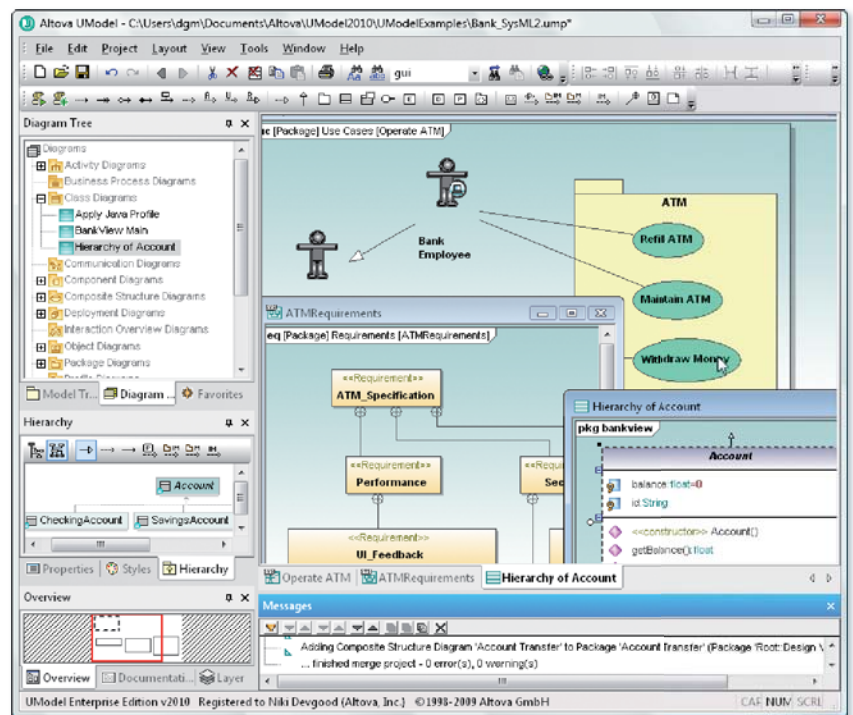 Altova UModel - C:\Users\dgm\Documents\Altova\UModel2010\UModelExamples\Bank_SysML2.ump*
File Edit Project Layout View Tools Window Help
gui
Diagram Tree
Diagrams
Activity Diagrams
Business Process Diagrams
Class Diagrams
Apply Java Profile
BankView Main
Hierarchy of Account
Communication Diagrams
Component Diagrams
Composite Structure Diagrams
Deployment Diagrams
Interaction Overview Diagrams
Object Diagrams
Package Diagrams
Model Tr... Diagram ... Favorites
Hierarchy
Account
CheckingAccount SavingsAccount
Properties Styles Hierarchy
Overview
Overview Documentati... Layer
uc [Package] Use Cases [Operate ATM]
Bank
Employee
ATM
Refill ATM
Maintain ATM
Withdraw Money
ATMRequirements
eq [Package] Requirements [ATMRequirements]
<<Requirement>>
ATM_Specification
<<Requirement>>
Performance
<<Requi
Sec
<<Requirement>>
UI_Feedback
Hierarchy of Account
pkg bankview
Account
balance:float=0
id:String
<<constructor>> Account()
getBalance():float
Operate ATM ATMRequirements Hierarchy of Account
Messages
Adding Composite Structure Diagram 'Account Transfer' to Package 'Account Transfer' (Package 'Root::Design
... finished merge project - 0 error(s), 0 warning(s)
UModel Enterprise Edition v2010 Registered to Niki Devgood (Altova, Inc.) ©1998-2009 Altova GmbH CAP NUM SCRL